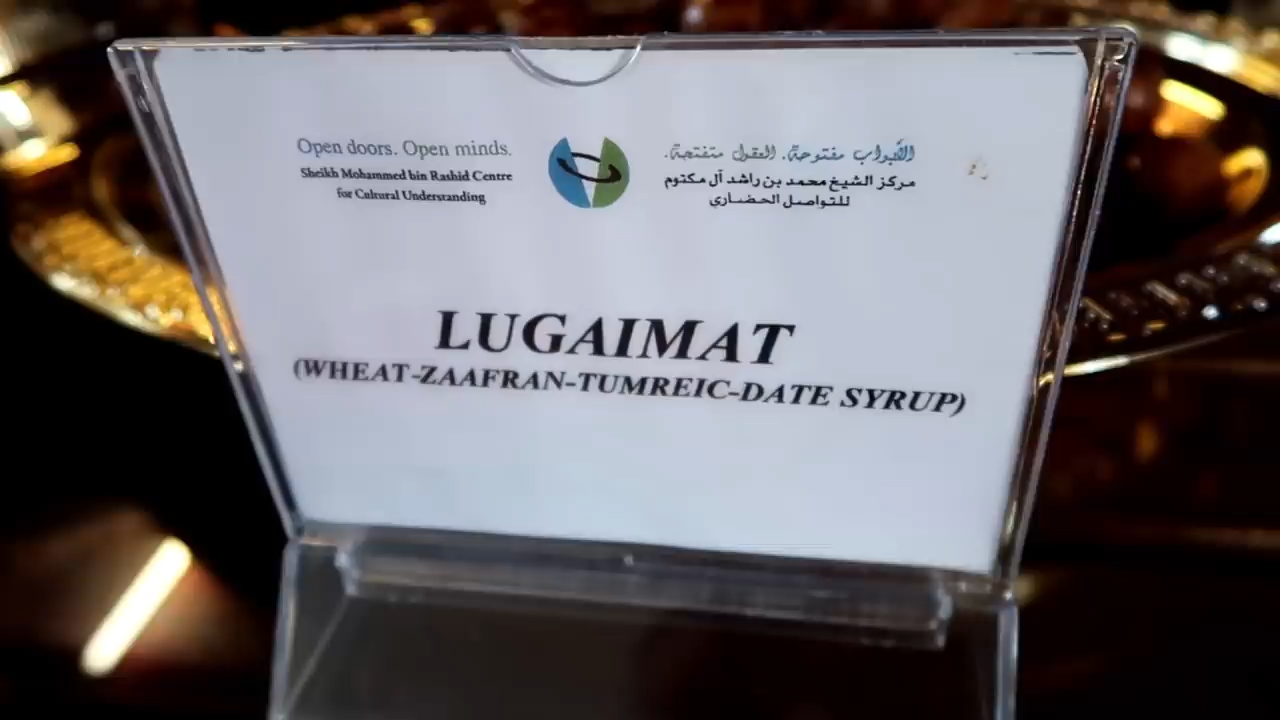 Open doors. Open minds.
Sheikh Mohammed bin Rashid Centre
for Cultural Understanding
الأبواب مفتوحة. العقول متفتحة.
مركز الشيخ محمد بن راشد آل مكتوم
للتواصل الحضاري
LUGAIMAT
(WHEAT-ZAAFRAN-TUMREIC-DATE SYRUP)